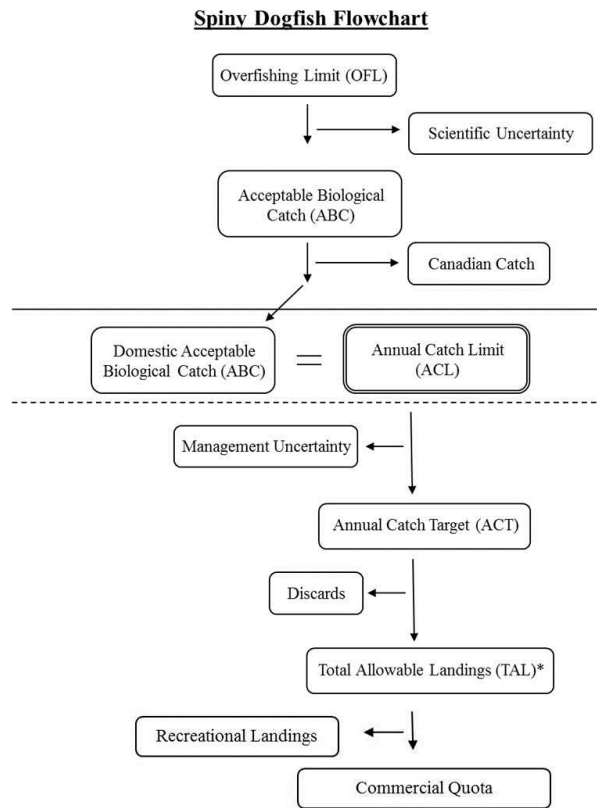 Spiny Dogfish Flowchart
Overfishing Limit (OFL)
Scientific Uncertainty
Acceptable Biological
Catch (ABC)
Canadian Catch
Domestic Acceptable
Biological Catch (ABC)
=
Annual Catch Limit
(ACL)
Management Uncertainty
Annual Catch Target (ACT)
Discards
Total Allowable Landings (TAL)*
Recreational Landings
Commercial Quota